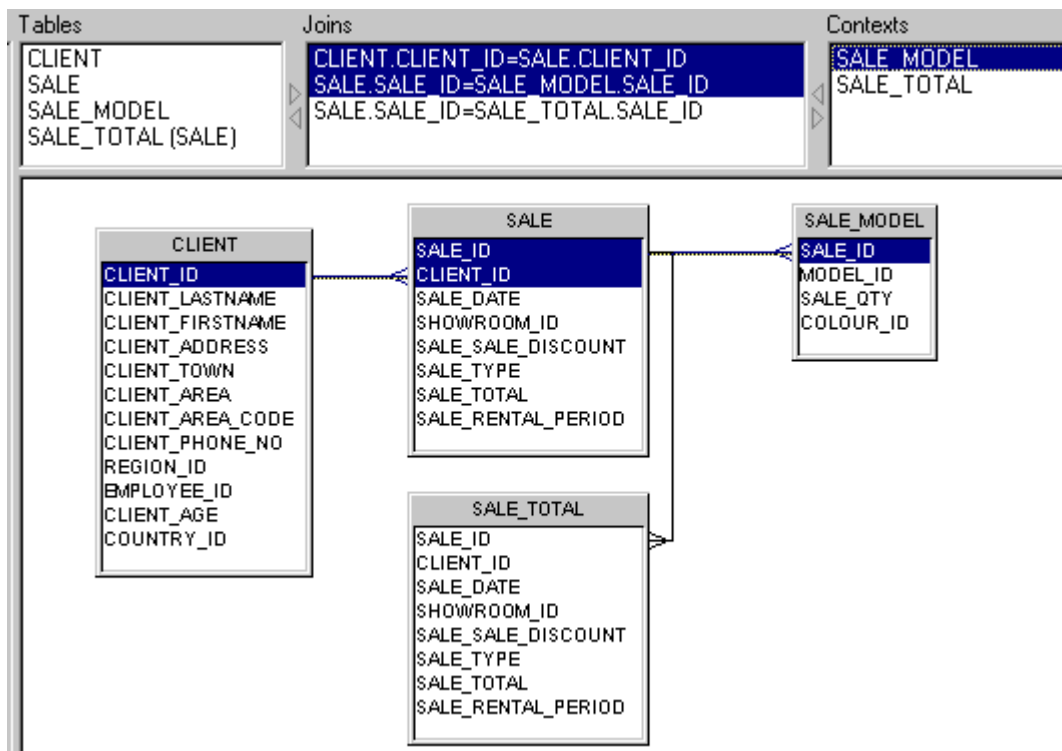 Tables
CLIENT
SALE
SALE_MODEL
SALE_TOTAL (SALE)
Joins
CLIENT.CLIENT_ID=SALE.CLIENT_ID
SALE.SALE_ID=SALE_MODEL.SALE_ID
SALE.SALE_ID=SALE_TOTAL.SALE_ID
Contexts
SALE_MODEL
SALE_TOTAL
CLIENT
CLIENT_ID
CLIENT_LASTNAME
CLIENT_FIRSTNAME
CLIENT_ADDRESS
CLIENT_TOWN
CLIENT_AREA
CLIENT_AREA_CODE
CLIENT_PHONE_NO
REGION_ID
EMPLOYEE_ID
CLIENT_AGE
COUNTRY_ID
SALE
SALE_ID
CLIENT_ID
SALE_DATE
SHOWROOM_ID
SALE_SALE_DISCOUNT
SALE_TYPE
SALE_TOTAL
SALE_RENTAL_PERIOD
SALE_MODEL
SALE_ID
MODEL_ID
SALE_QTY
COLOUR_ID
SALE_TOTAL
SALE_ID
CLIENT_ID
SALE_DATE
SHOWROOM_ID
SALE_SALE_DISCOUNT
SALE_TYPE
SALE_TOTAL
SALE_RENTAL_PERIOD